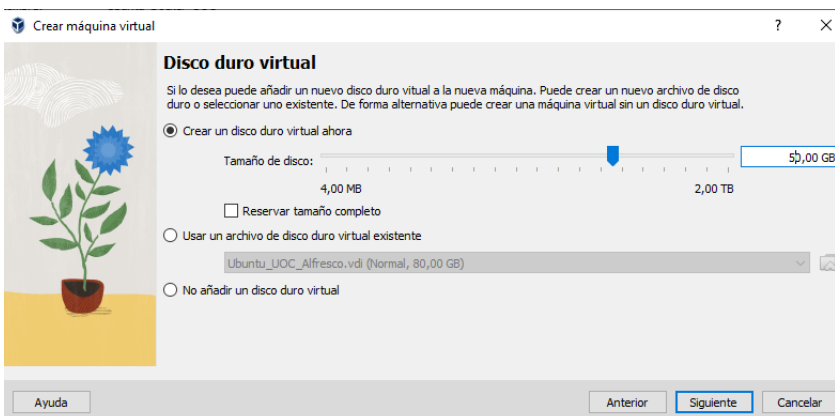 Crear máquina virtual
?
Disco duro virtual
Si lo desea puede añadir un nuevo disco duro vitual a la nueva máquina. Puede crear un nuevo archivo de disco
duro o seleccionar uno existente. De forma alternativa puede crear una máquina virtual sin un disco duro virtual.
Crear un disco duro virtual ahora
Tamaño de disco:
50,00 GB
4,00 MB
2,00 TB
Reservar tamaño completo
Usar un archivo de disco duro virtual existente
Ubuntu_UOC_Alfresco.vdi (Normal, 80,00 GB)
No añadir un disco duro virtual
Ayuda
Anterior
Siguiente
Cancelar